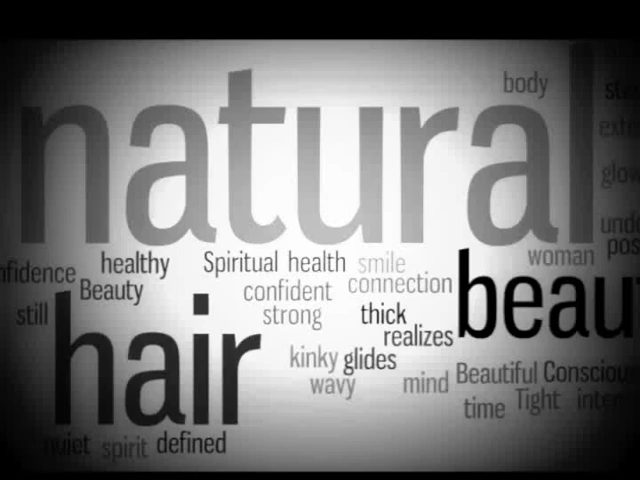 natural
body
healthy
Spiritual health
smile
woman
Beauty
confident
connection
still
strong
thick
realizes
hair
kinky
glides
wavy
mind
Beautiful
time
Tight
quiet
spirit
defined